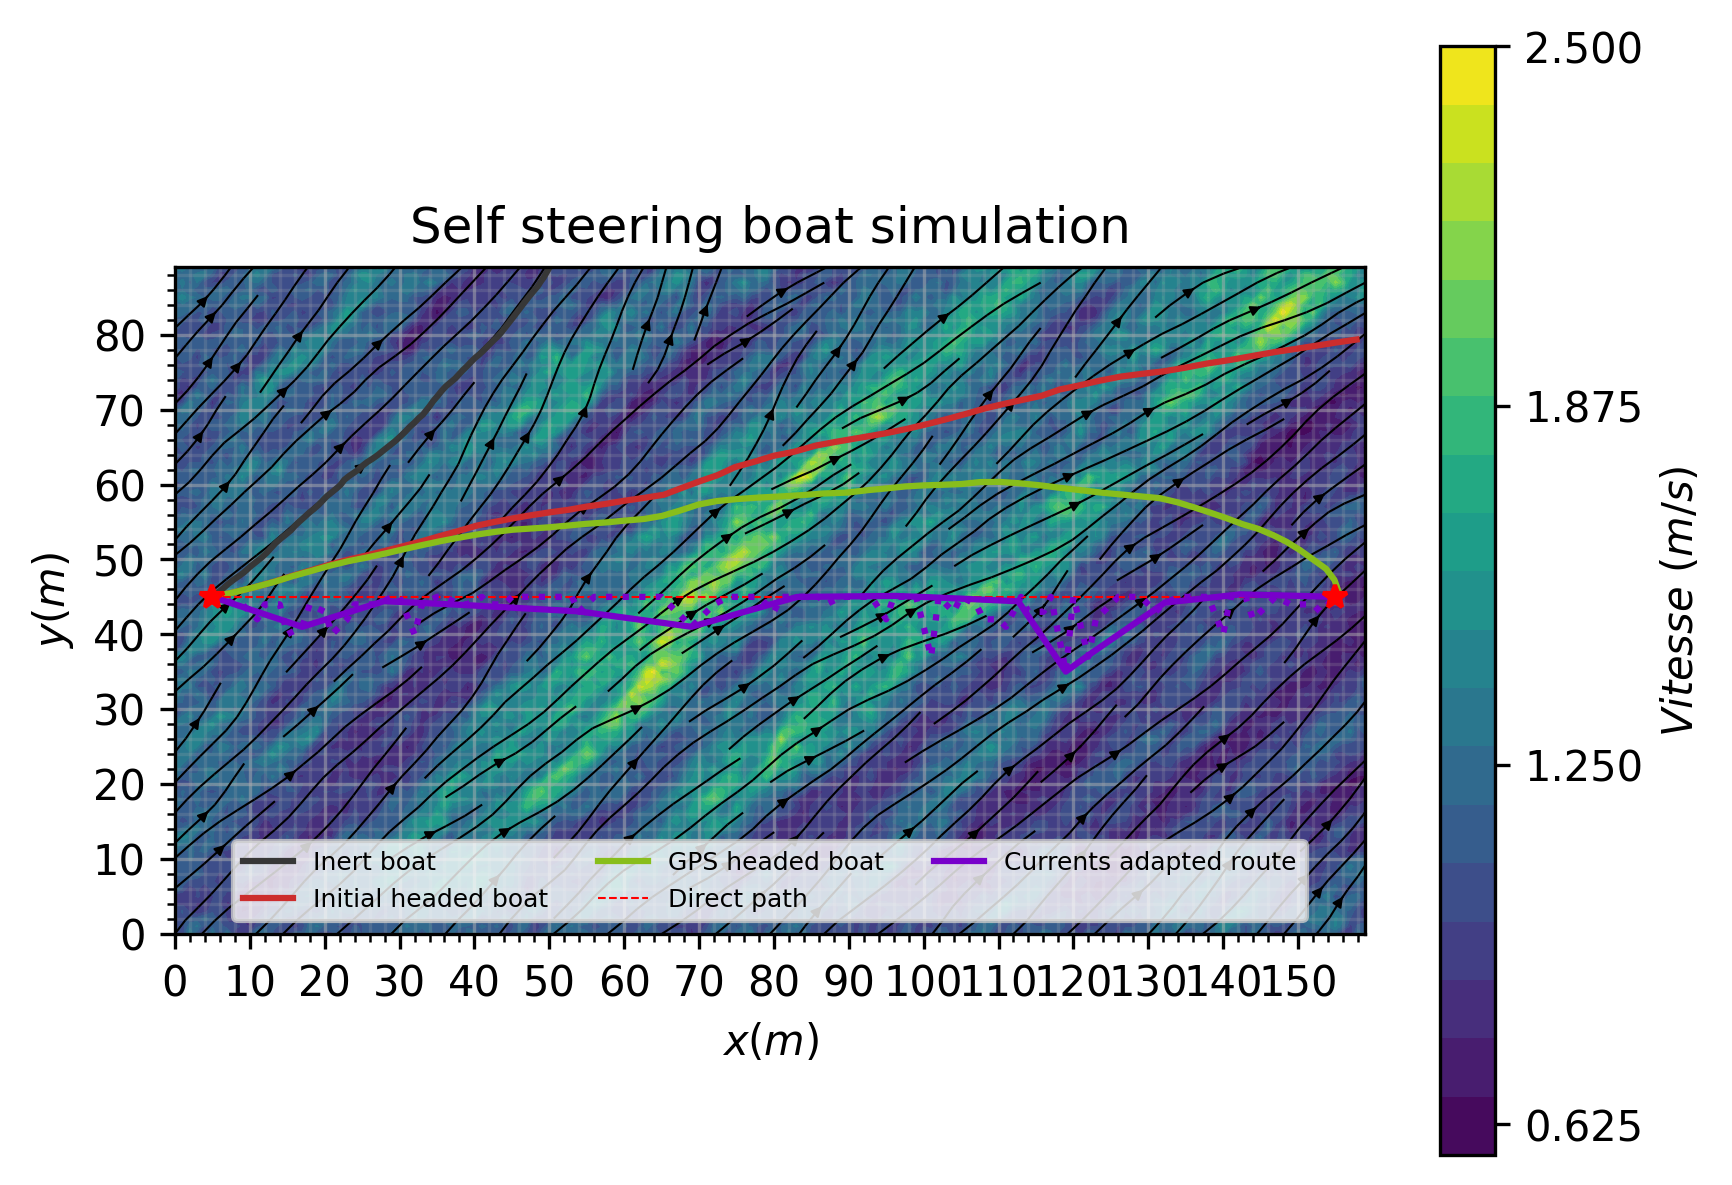 Self steering boat simulation
2.500
1.875
1.250
0.625
Vitesse (m/s)
80
70
60
50
40
30
20
10
0
y(m)
Inert boat
Initial headed boat
GPS headed boat
Direct path
Currents adapted route
0 10 20 30 40 50 60 70 80 90 100 110 120 130 140 150
x(m)